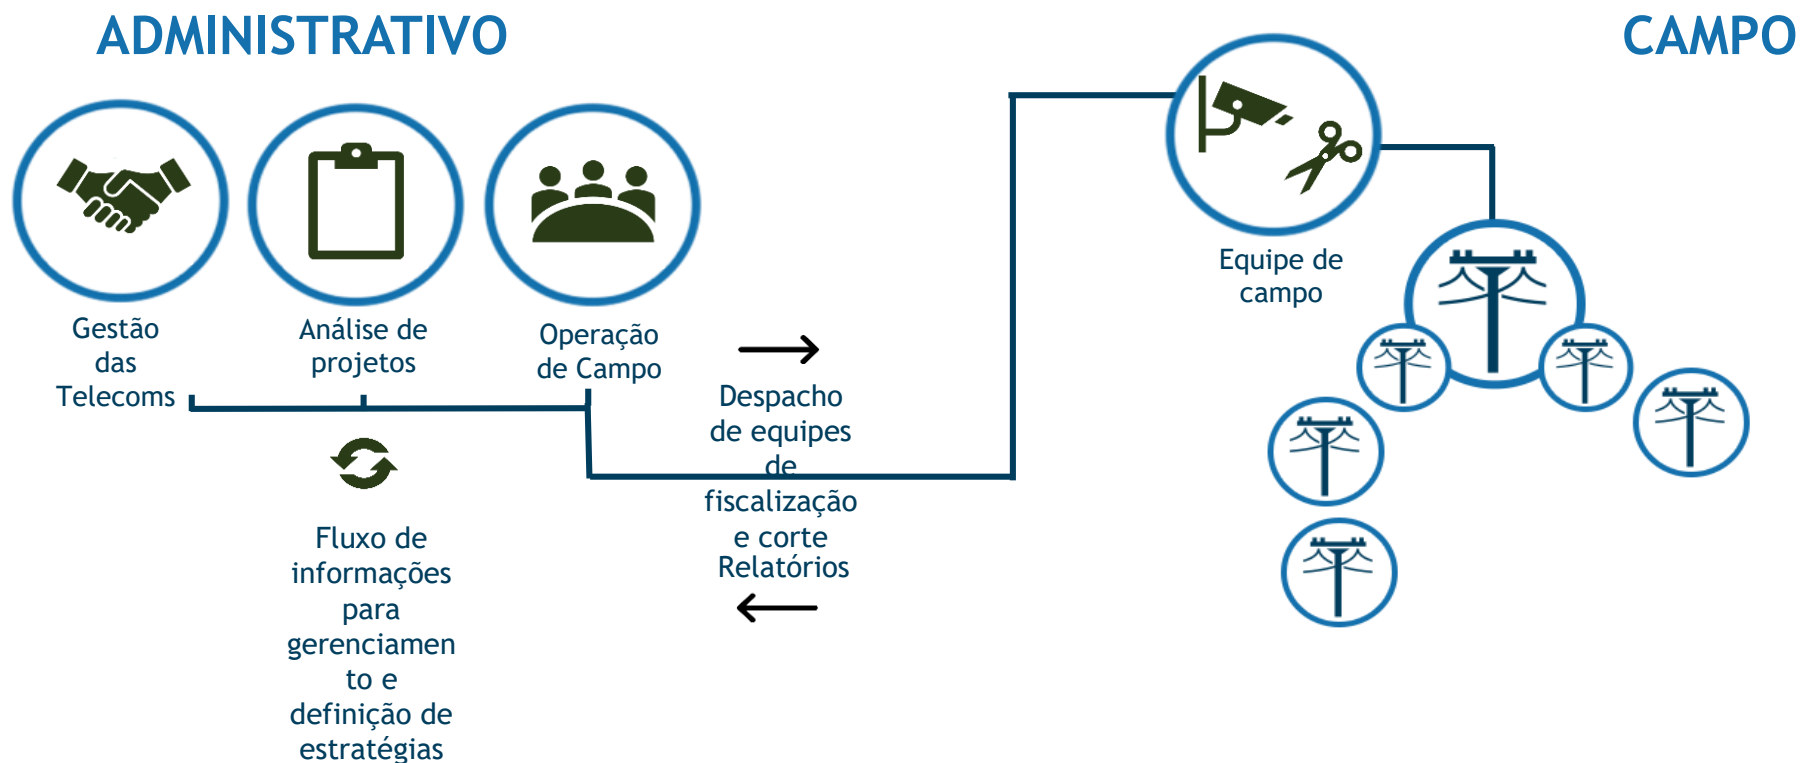 ADMINISTRATIVO
CAMPO
Gestão
das
Telecoms
Análise de
projetos
Operação
de Campo
Despacho
de equipes
de
fiscalização
e corte
Relatórios
Fluxo de
informações
para
gerenciamen
to e
definição de
estratégias
Equipe de
campo